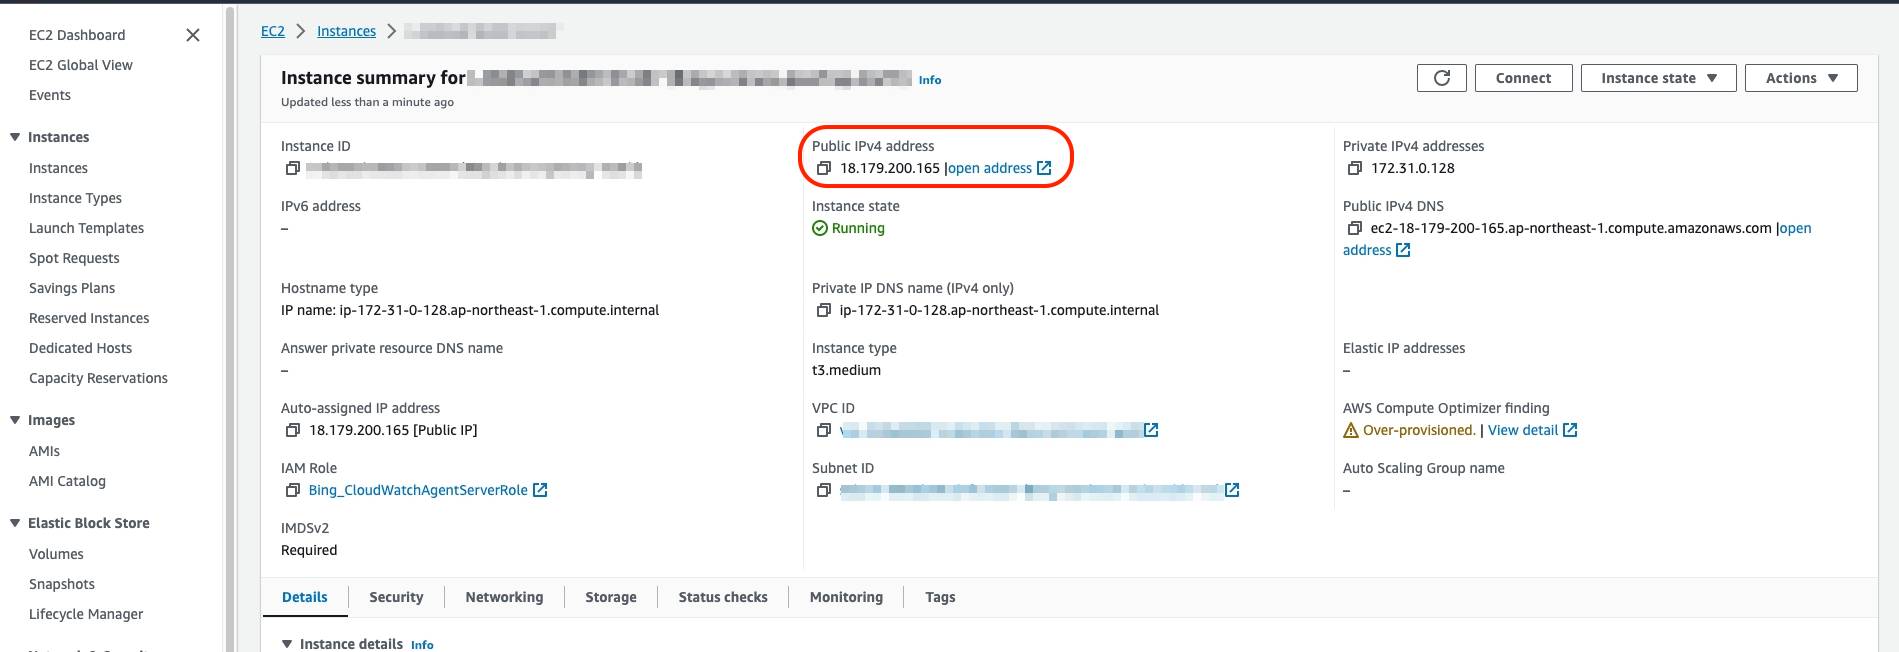 EC2 Dashboard
EC2 Global View
Events
Instances
Instances
Instance Types
Launch Templates
Spot Requests
Savings Plans
Reserved Instances
Dedicated Hosts
Capacity Reservations
Images
AMIs
AMI Catalog
Elastic Block Store
Volumes
Snapshots
Lifecycle Manager
EC2 > Instances >
Instance summary for Info
Updated less than a minute ago
Connect
Instance state
Actions
Instance ID
Public IPv4 address
18.179.200.165 |open address
Private IPv4 addresses
172.31.0.128
IPv6 address
–
Instance state
Running
Public IPv4 DNS
ec2-18-179-200-165.ap-northeast-1.compute.amazonaws.com |open
address
Hostname type
IP name: ip-172-31-0-128.ap-northeast-1.compute.internal
Private IP DNS name (IPv4 only)
ip-172-31-0-128.ap-northeast-1.compute.internal
Answer private resource DNS name
–
Instance type
t3.medium
Elastic IP addresses
–
Auto-assigned IP address
18.179.200.165 [Public IP]
VPC ID
AWS Compute Optimizer finding
Over-provisioned. | View detail
IAM Role
Bing_CloudWatchAgentServerRole
Subnet ID
Auto Scaling Group name
–
IMDSv2
Required
Details
Security
Networking
Storage
Status checks
Monitoring
Tags
Instance details Info